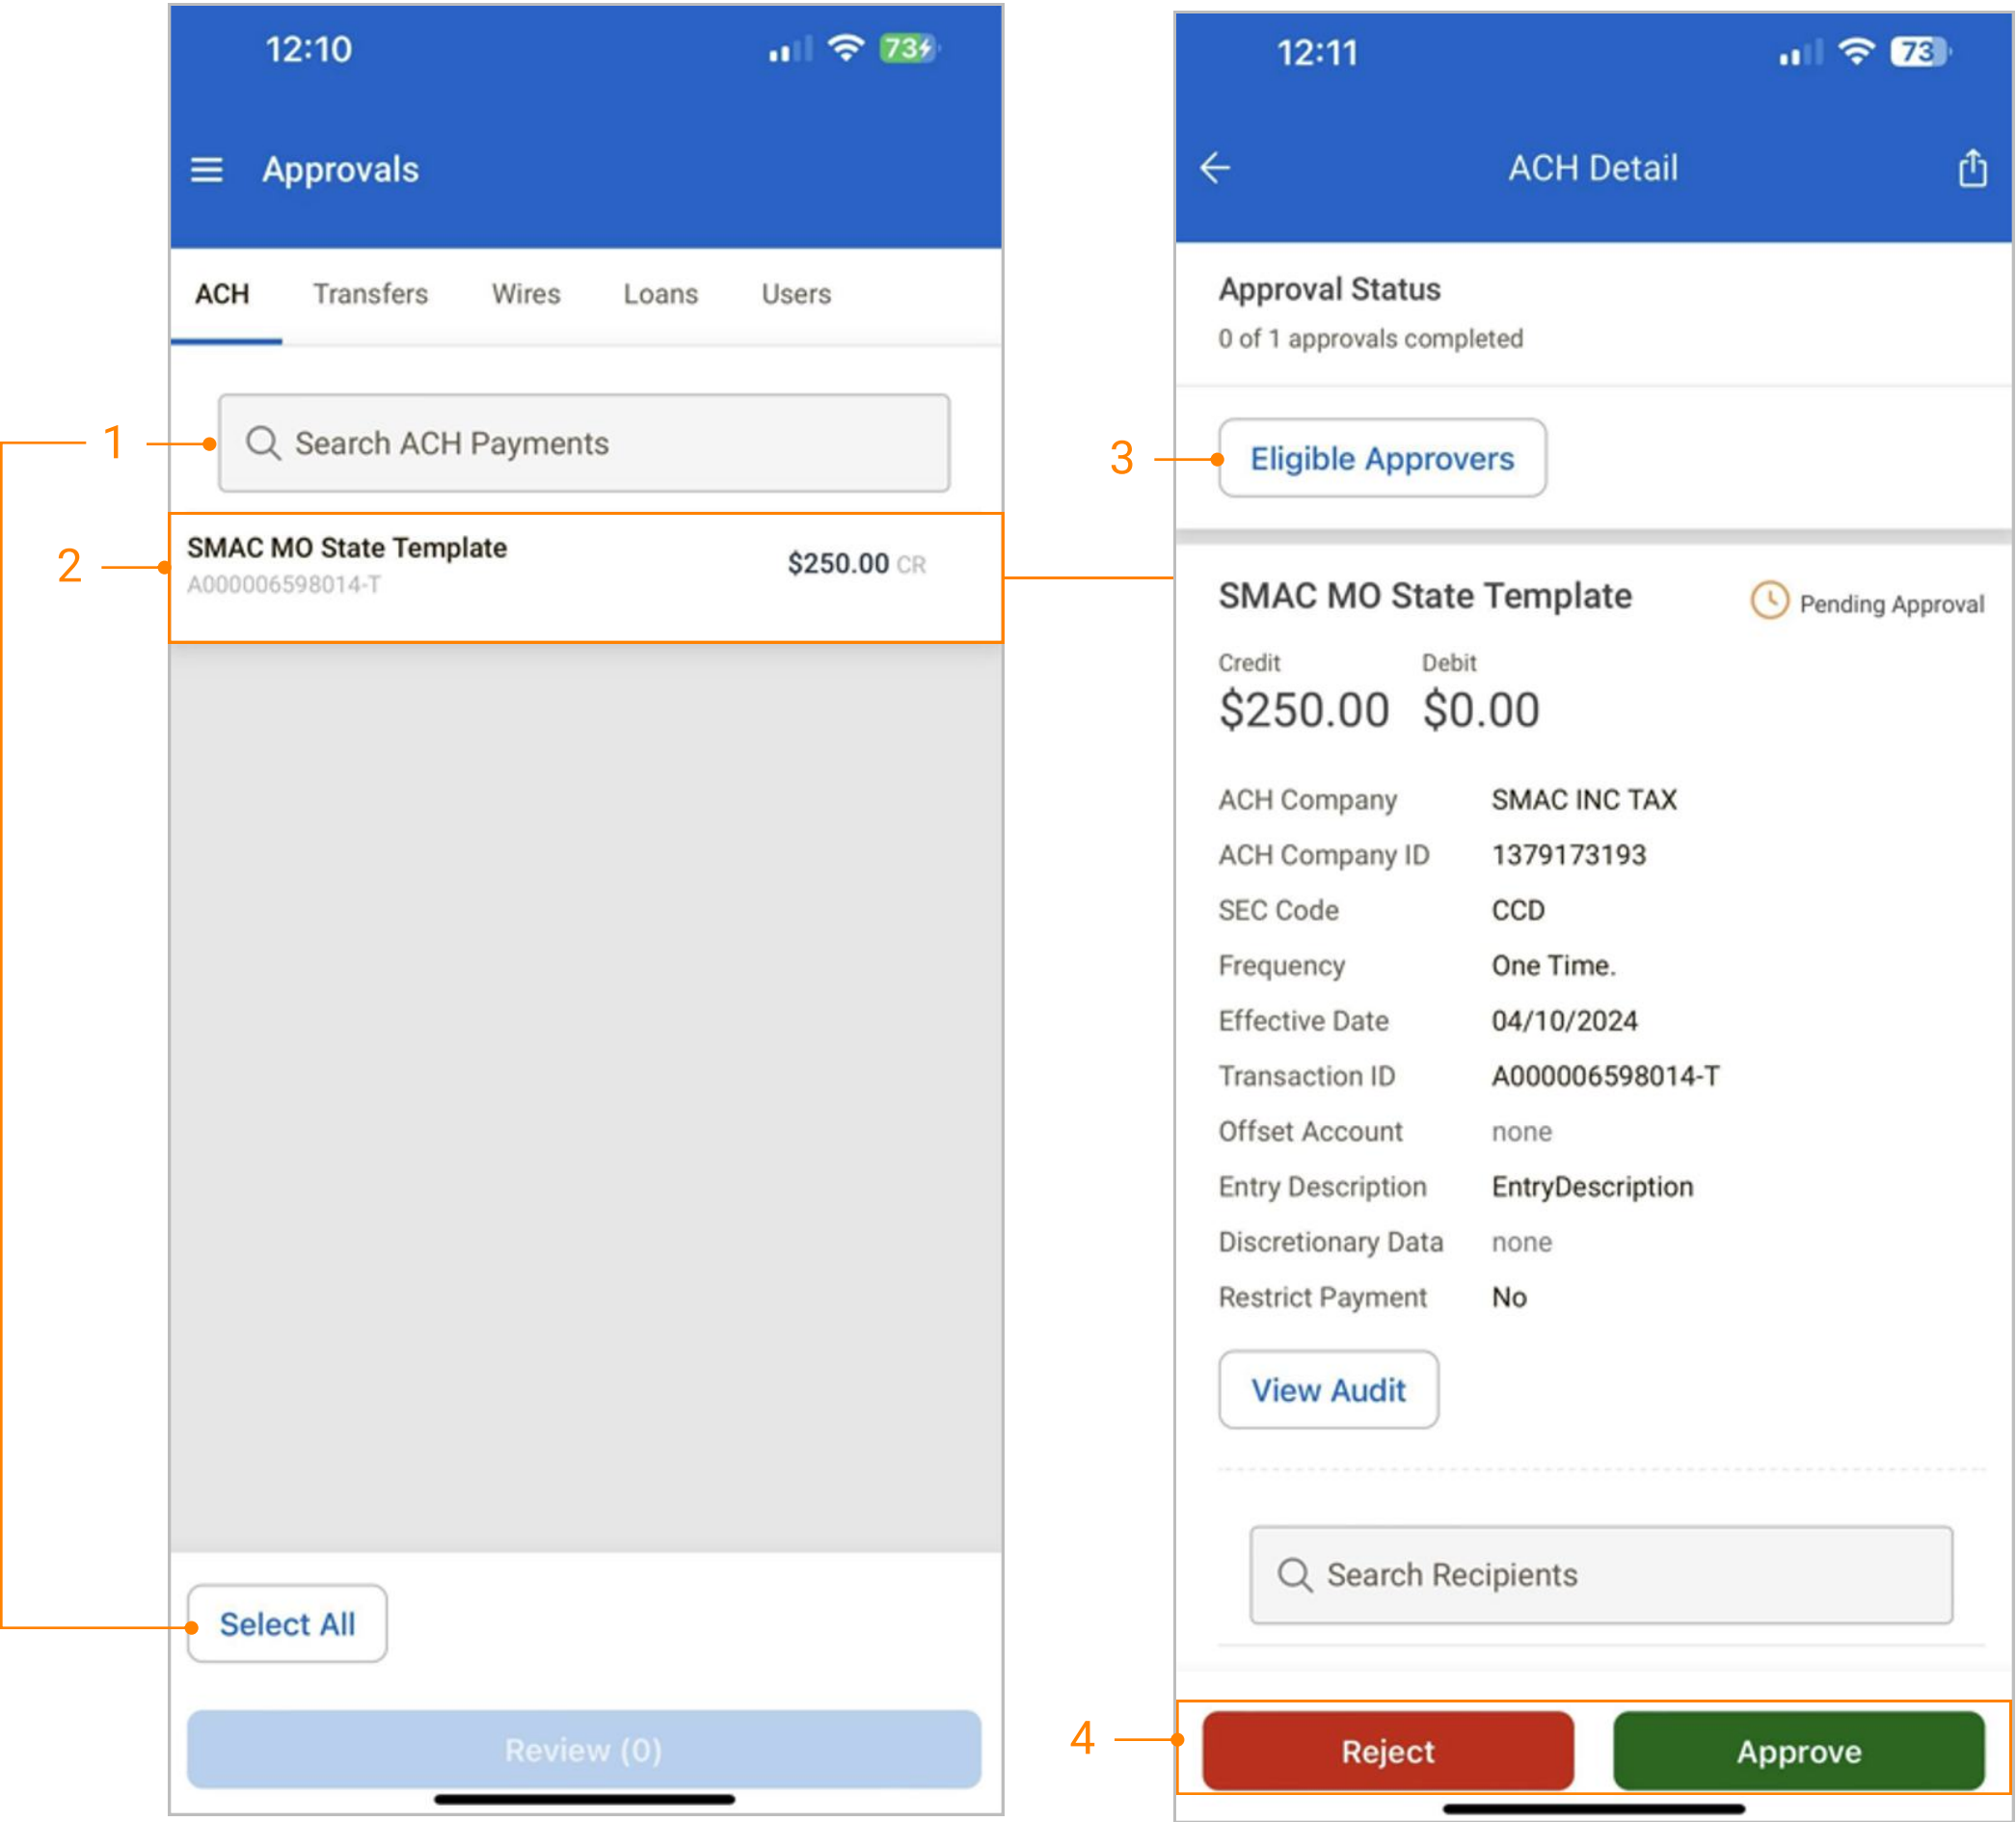 12:10
73
Approvals
ACH Transfers Wires Loans Users
1
Search ACH Payments
2
SMAC MO State Template
$250.00 CR
A000006598014-T
Select All
Review (0)
12:11
73
ACH Detail
Approval Status
0 of 1 approvals completed
3
Eligible Approvers
SMAC MO State Template
Pending Approval
Credit Debit
$250.00 $0.00
ACH Company SMAC INC TAX
ACH Company ID 1379173193
SEC Code CCD
Frequency One Time.
Effective Date 04/10/2024
Transaction ID A000006598014-T
Offset Account none
Entry Description EntryDescription
Discretionary Data none
Restrict Payment No
View Audit
Search Recipients
4
Reject Approve